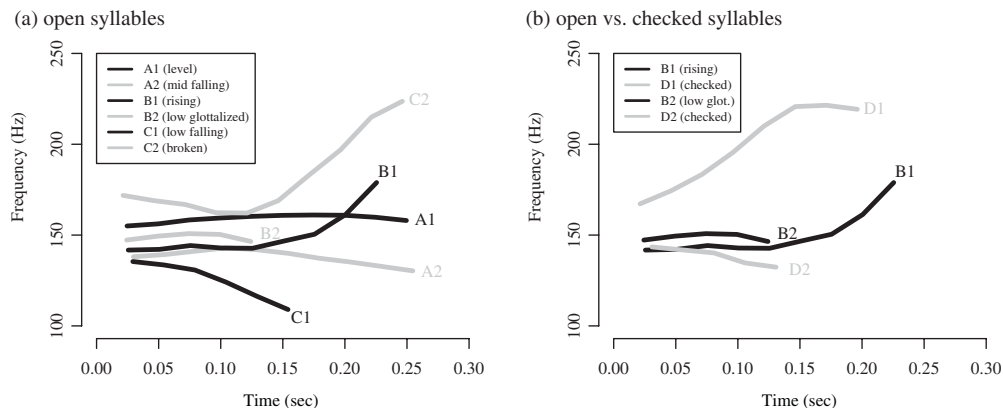 (a) open syllables
250
200
150
100
Frequency (Hz)
A1 (level)
A2 (mid falling)
B1 (rising)
B2 (low glottalized)
C1 (low falling)
C2 (broken)
C2
B1
A1
B2
A2
C1
0.00 0.05 0.10 0.15 0.20 0.25 0.30
Time (sec)
(b) open vs. checked syllables
250
200
150
100
Frequency (Hz)
B1 (rising)
D1 (checked)
B2 (low glot.)
D2 (checked)
D1
B1
B2
D2
0.00 0.05 0.10 0.15 0.20 0.25 0.30
Time (sec)